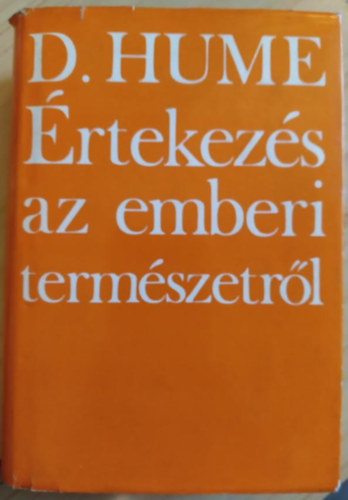 D. HUME
Értekezés
az emberi
természetről